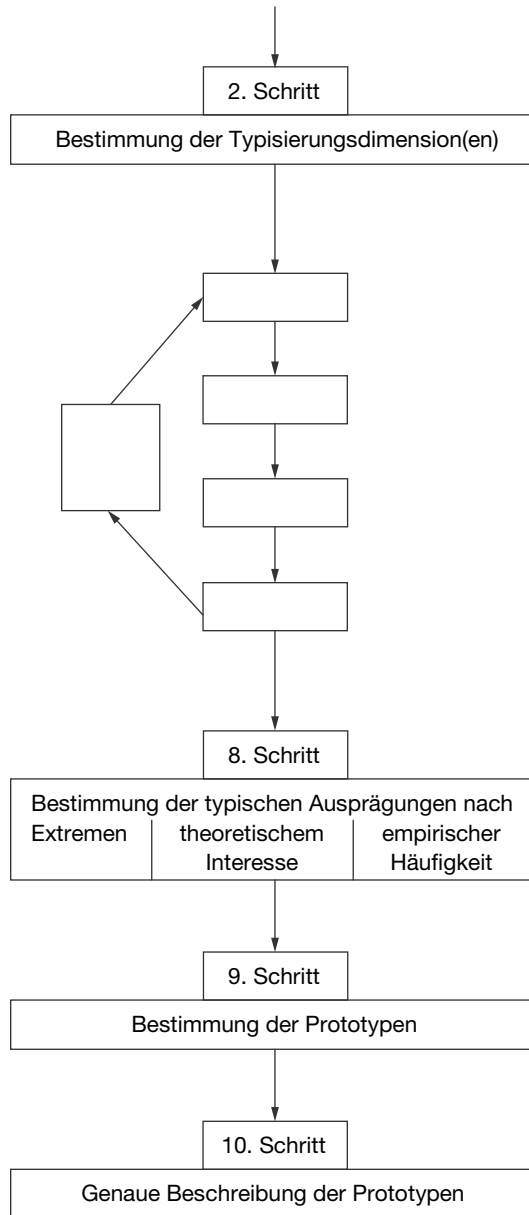 2. Schritt
Bestimmung der Typisierungsdimension(en)
8. Schritt
Bestimmung der typischen Ausprägungen nach
Extremen
theoretischem
Interesse
empirischer
Häufigkeit
9. Schritt
Bestimmung der Prototypen
10. Schritt
Genaue Beschreibung der Prototypen